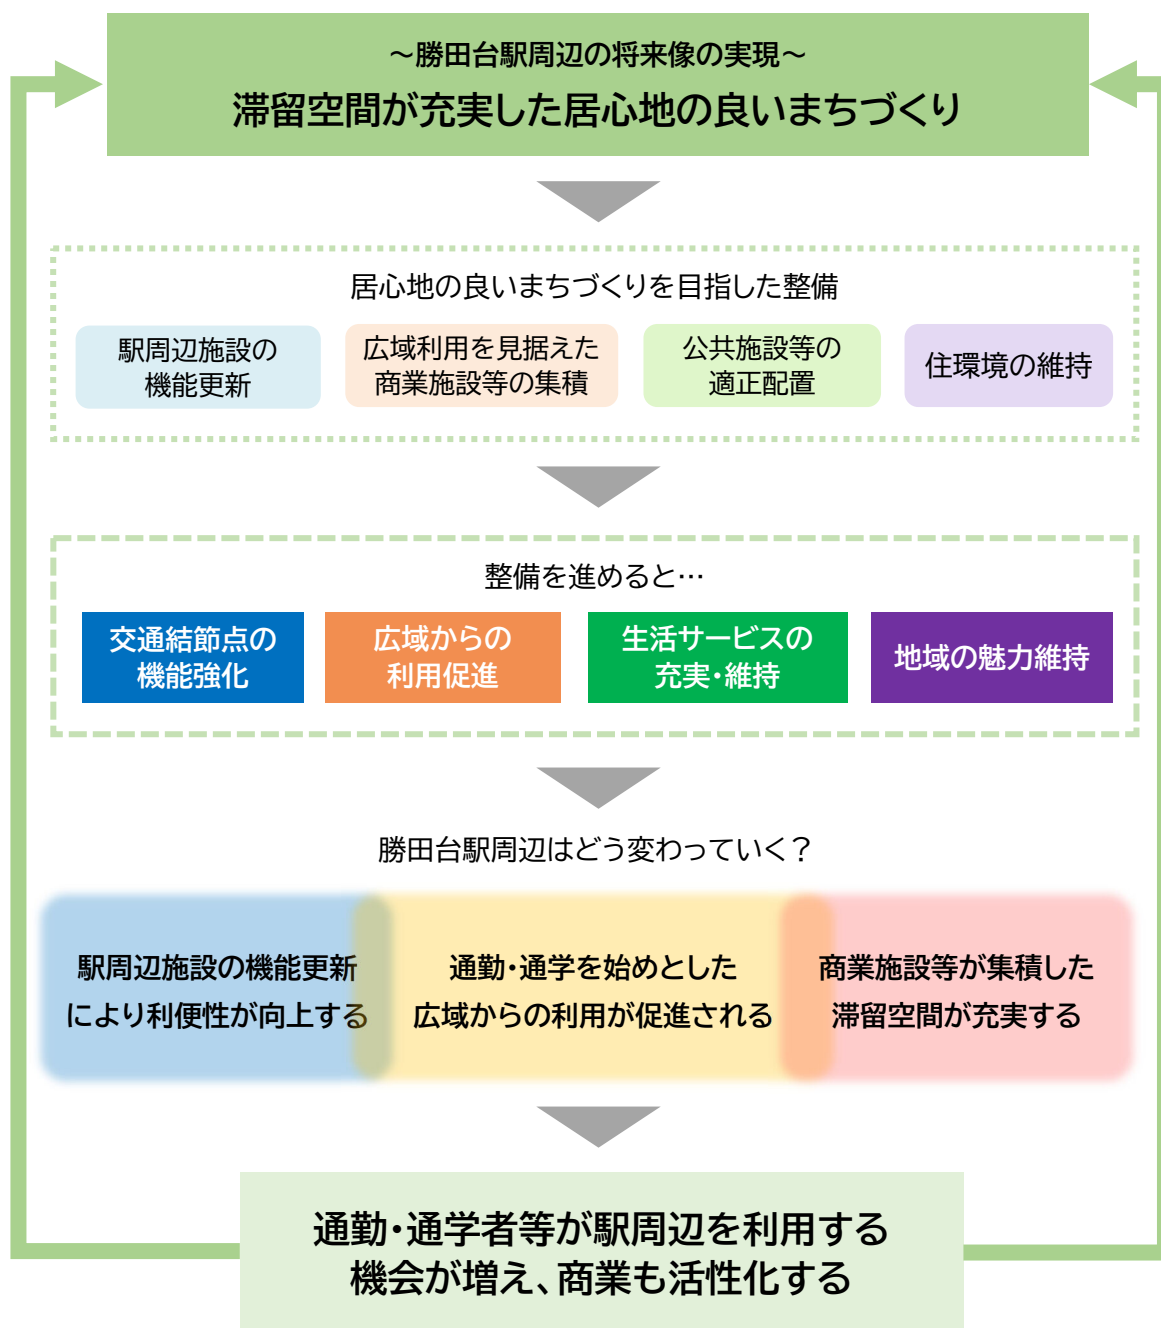 ～勝田台駅周辺の将来像の実現～
滞留空間が充実した居心地の良いまちづくり
居心地の良いまちづくりを目指した整備
駅周辺施設の
機能更新
広域利用を見据えた
商業施設等の集積
公共施設等の
適正配置
住環境の維持
整備を進めると…
交通結節点の
機能強化
広域からの
利用促進
生活サービスの
充実・維持
地域の魅力維持
勝田台駅周辺はどう変わっていく？
駅周辺施設の機能更新
により利便性が向上する
通勤・通学を始めとした
広域からの利用が促進される
商業施設等が集積した
滞留空間が充実する
通勤・通学者等が駅周辺を利用する
機会が増え、商業も活性化する